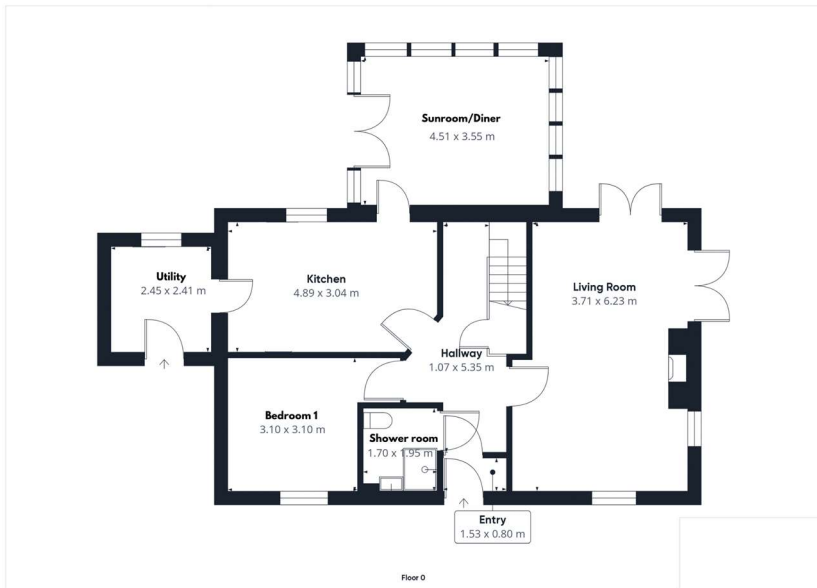 Sunroom/Diner
4.51 x 3.55 m
Utility
2.45 x 2.41 m
Kitchen
4.89 x 3.04 m
Living Room
3.71 x 6.23 m
Hallway
1.07 x 5.35 m
Bedroom 1
3.10 x 3.10 m
Shower room
1.70 x 1.95 m
Entry
1.53 x 0.80 m
Floor 0